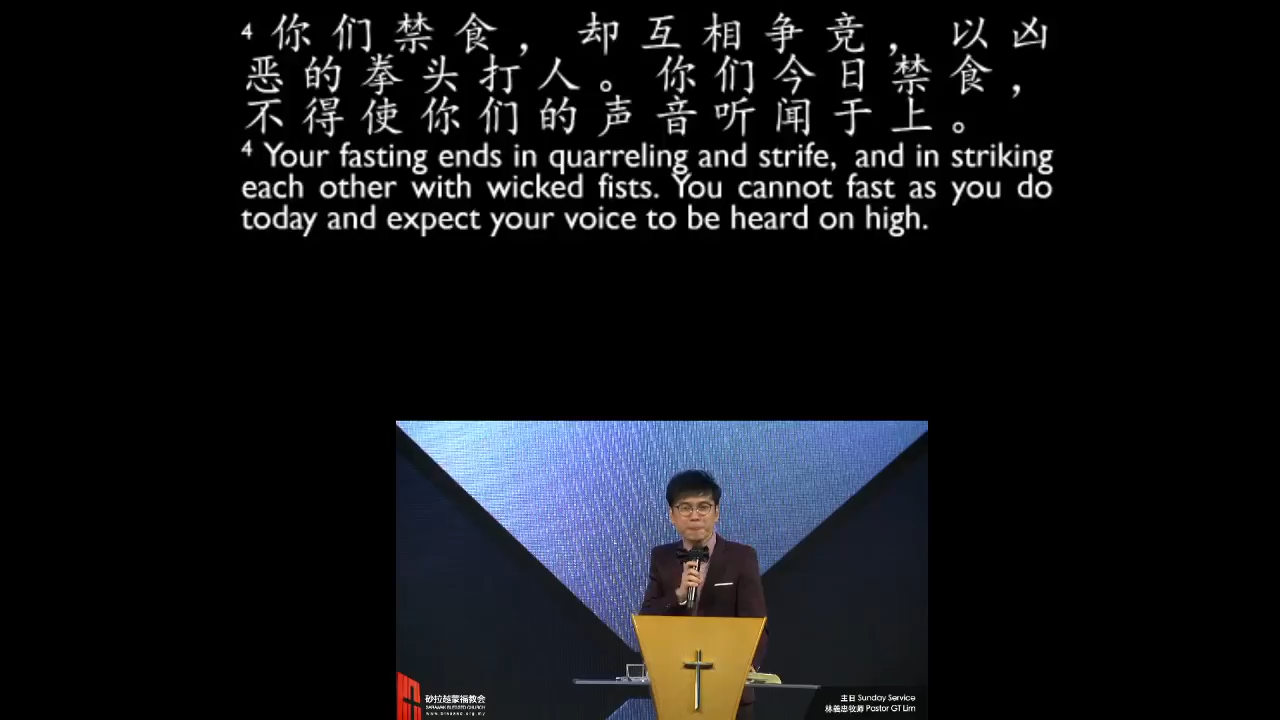 4 你们禁食，却互相争竞，以凶
恶的拳头打人。你们今日禁食，
不得使你们的声音听闻于上。
4 Your fasting ends in quarreling and strife, and in striking
each other with wicked fists. You cannot fast as you do
today and expect your voice to be heard on high.
砂拉越蒙福教会
SARAWAK BLESSED CHURCH
主日 Sunday Service
林義忠牧师 Pastor GT Lim